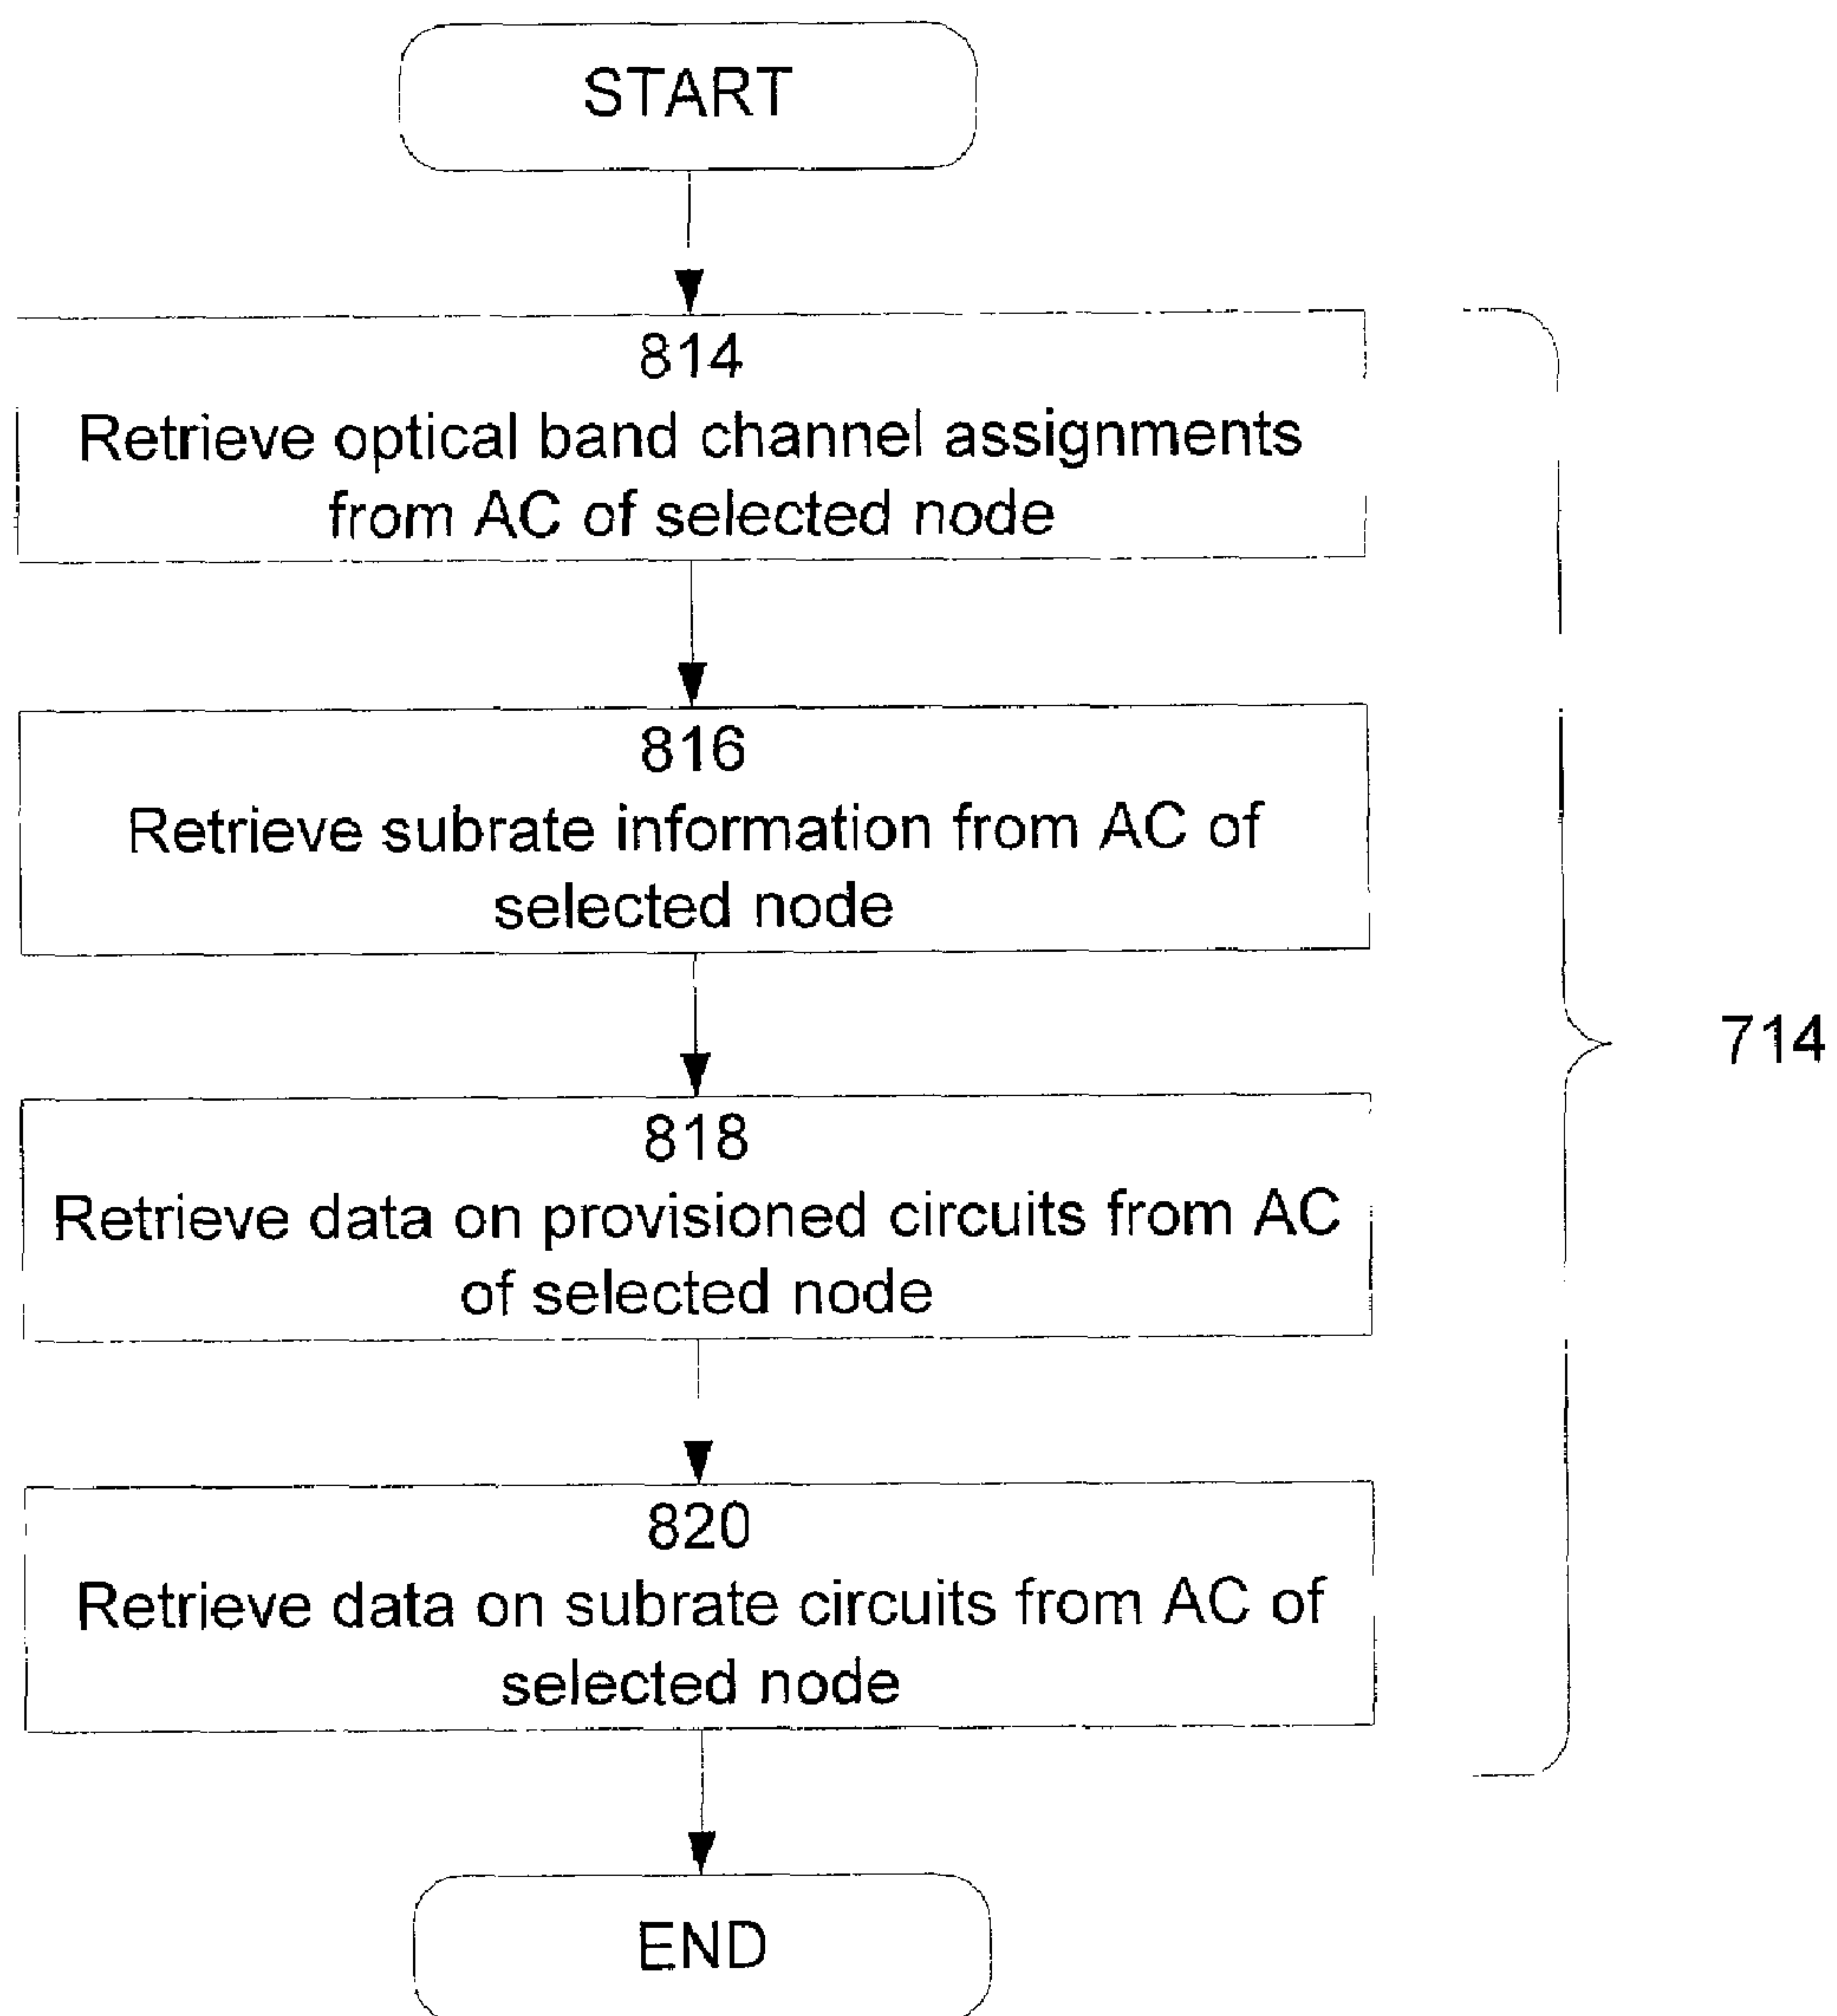 START
814
Retrieve optical band channel assignments
from AC of selected node
816
Retrieve subrate information from AC of
selected node
714
818
Retrieve data on provisioned circuits from AC
of selected node
820
Retrieve data on subrate circuits from AC of
selected node
END